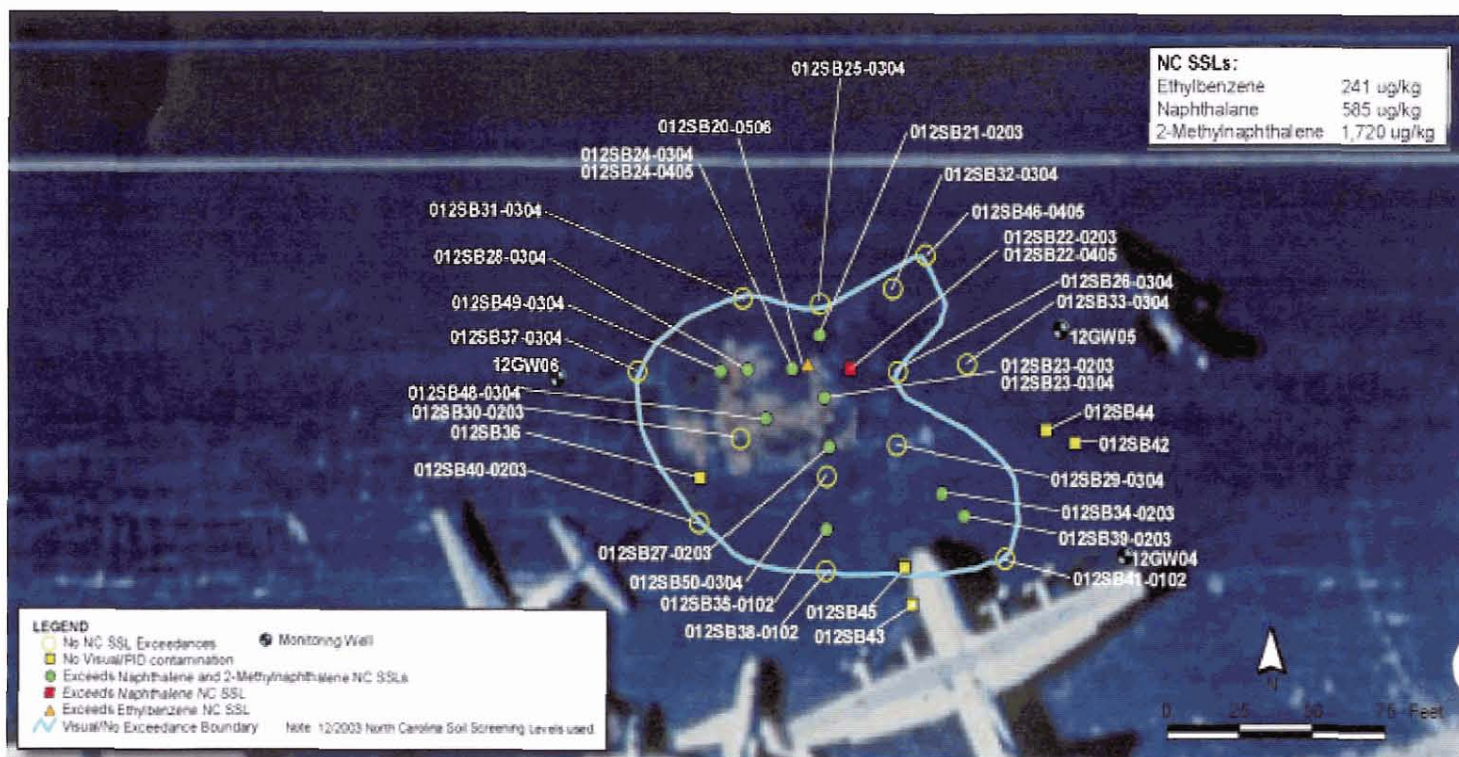 NC SSLs:
Ethylbenzene 241 ug/kg
Naphthalane 585 ug/kg
2-Methylnaphthalene 1,720 ug/kg
012SB25-0304
012SB20-0506
012SB21-0203
012SB24-0304
012SB24-0405
012SB32-0304
012SB31-0304
012SB46-0405
012SB22-0203
012SB22-0405
012SB28-0304
012SB26-0304
012SB33-0304
012SB49-0304
012SB37-0304
12GW05
12GW06
012SB23-0203
012SB23-0304
012SB48-0304
012SB30-0203
012SB36
012SB44
012SB42
012SB40-0203
012SB29-0304
012SB34-0203
012SB39-0203
012SB27-0203
12GW04
012SB41-0102
012SB50-0304
012SB35-0102
012SB45
012SB38-0102
012SB43
LEGEND
No NC SSL Exceedances
Monitoring Well
No Visual/PID contamination
Exceeds Naphthalene and 2-Methylnaphthalene NC SSLs
Exceeds Naphthalene NC SSL
Exceeds Ethylbenzene NC SSL
Visual/No Exceedance Boundary
Note: 12/2003 North Carolina Soil Screening Levels used.
N
0 25 50 75 Feet